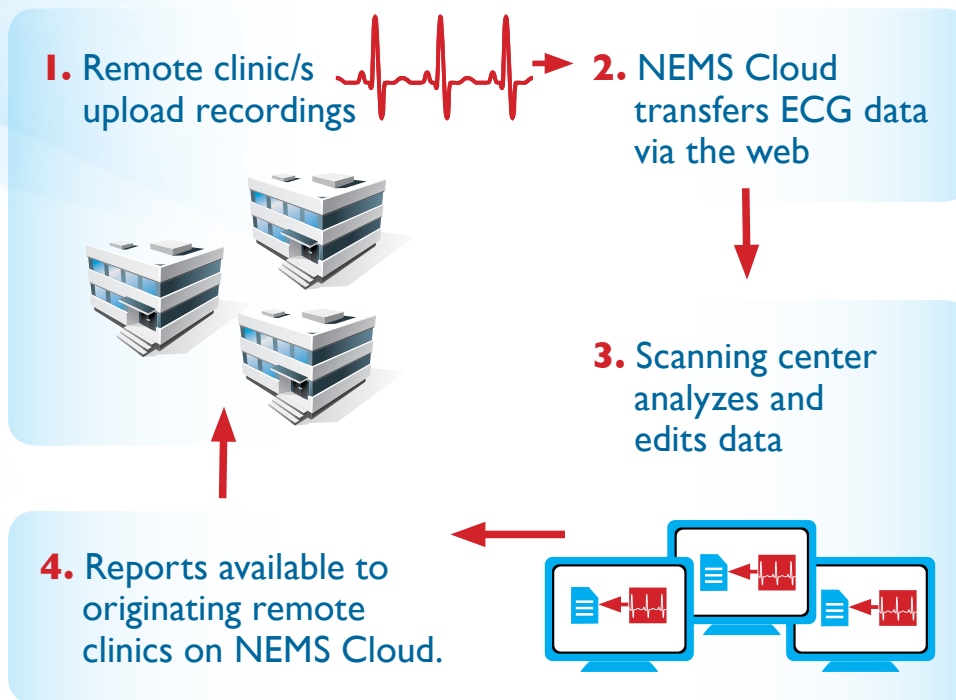 1. Remote clinic/s
upload recordings
2. NEMS Cloud
transfers ECG data
via the web
3. Scanning center
analyzes and
edits data
4. Reports available to
originating remote
clinics on NEMS Cloud.